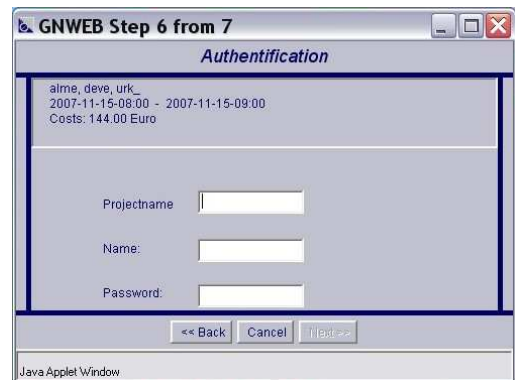 GNWEB Step 6 from 7
Authentification
alme, deve, urk_
2007-11-15-08:00 - 2007-11-15-09:00
Costs: 144.00 Euro
Projectname
Name:
Password:
<< Back Cancel Next >>
Java Applet Window